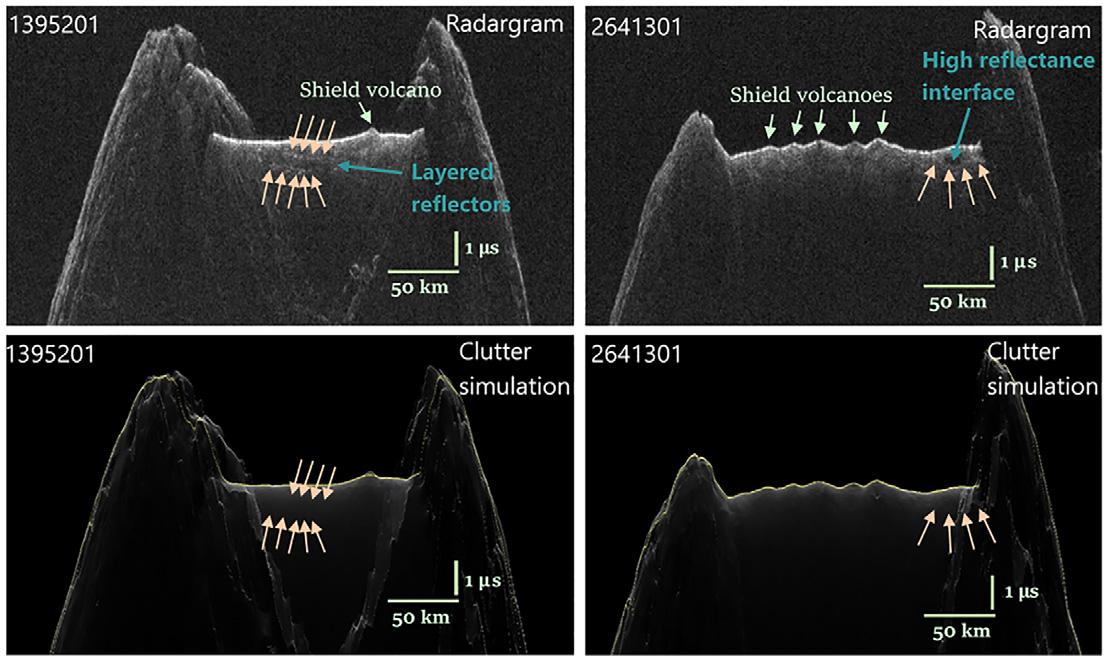 1395201
Radargram
Shield volcano
Layered
reflectors
1 µs
50 km
2641301
Radargram
High reflectance
interface
Shield volcanoes
1 µs
50 km
1395201
Clutter
simulation
1 µs
50 km
2641301
Clutter
simulation
1 µs
50 km